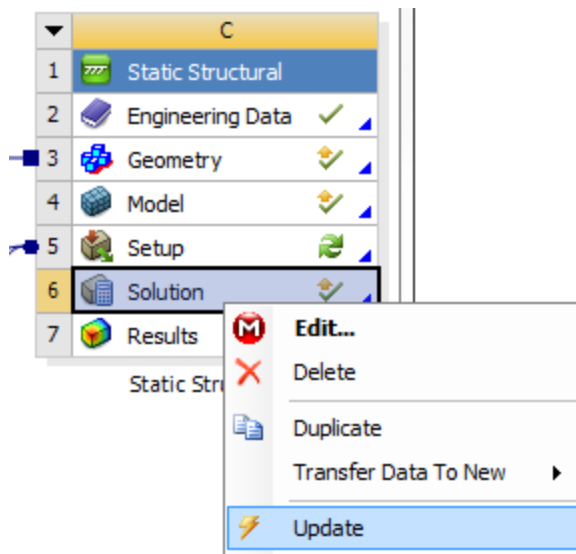 C
1 Static Structural
2 Engineering Data
3 Geometry
4 Model
5 Setup
6 Solution
7 Results
Static Stru
Edit...
Delete
Duplicate
Transfer Data To New
Update